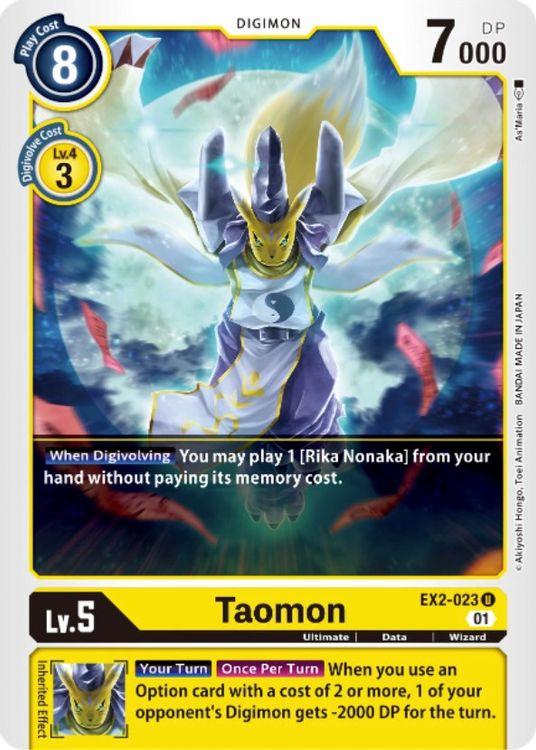 DIGIMON
Play Cost
8
7000
DP
Digivolve Cost
Lv.4
3
As'Maria
© Akiyoshi Hongo, Toei Animation BANDAI MADE IN JAPAN
When Digivolving You may play 1 [Rika Nonaka] from your
hand without paying its memory cost.
Lv.5
Taomon
EX2-023 U
01
Ultimate | Data | Wizard
Inherited Effect
Your Turn Once Per Turn When you use an
Option card with a cost of 2 or more, 1 of your
opponent's Digimon gets -2000 DP for the turn.